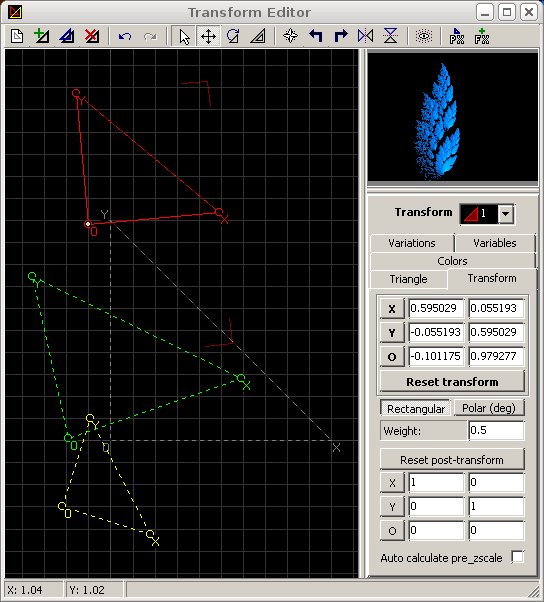 Transform Editor
FX FX
Transform 1
Variations Variables
Colors
Triangle Transform
X 0.595029 0.055193
Y -0.055193 0.595029
O -0.101175 0.979277
Reset transform
Rectangular Polar (deg)
Weight: 0.5
Reset post-transform
X 1 0
Y 0 1
O 0 0
Auto calculate pre_zscale
Y
Y
O
X
Y
X
X
O
Y
O
O
X
X: 1.04 Y: 1.02